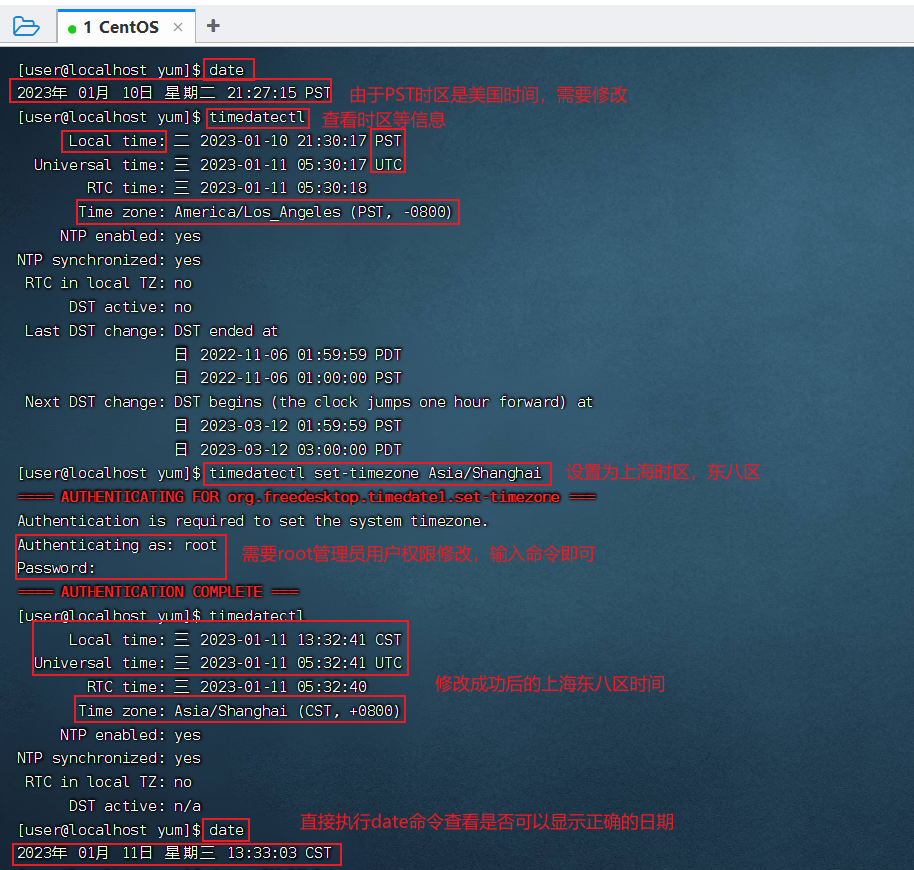 1 CentOS × +
[user@localhost yum]$ date
2023年 01月 10日 星期二 21:27:15 PST 由于PST时区是美国时间，需要修改
[user@localhost yum]$ timedatectl 查看时区等信息
Local time: 二 2023-01-10 21:30:17 PST
Universal time: 三 2023-01-11 05:30:17 UTC
RTC time: 三 2023-01-11 05:30:18
Time zone: America/Los_Angeles (PST, -0800)
NTP enabled: yes
NTP synchronized: yes
RTC in local TZ: no
DST active: no
Last DST change: DST ended at
日 2022-11-06 01:59:59 PDT
日 2022-11-06 01:00:00 PST
Next DST change: DST begins (the clock jumps one hour forward) at
日 2023-03-12 01:59:59 PST
日 2023-03-12 03:00:00 PDT
[user@localhost yum]$ timedatectl set-timezone Asia/Shanghai 设置为上海时区，东八区
==== AUTHENTICATING FOR org.freedesktop.timedate1.set-timezone ===
Authentication is required to set the system timezone.
Authenticating as: root
需要root管理员用户权限修改，输入命令即可
Password:
==== AUTHENTICATION COMPLETE ===
[user@localhost yum]$ timedatectl
Local time: 三 2023-01-11 13:32:41 CST
Universal time: 三 2023-01-11 05:32:41 UTC
RTC time: 三 2023-01-11 05:32:40 修改成功后的上海东八区时间
Time zone: Asia/Shanghai (CST, +0800)
NTP enabled: yes
NTP synchronized: yes
RTC in local TZ: no
DST active: n/a
[user@localhost yum]$ date 直接执行date命令查看是否可以显示正确的日期
2023年 01月 11日 星期三 13:33:03 CST